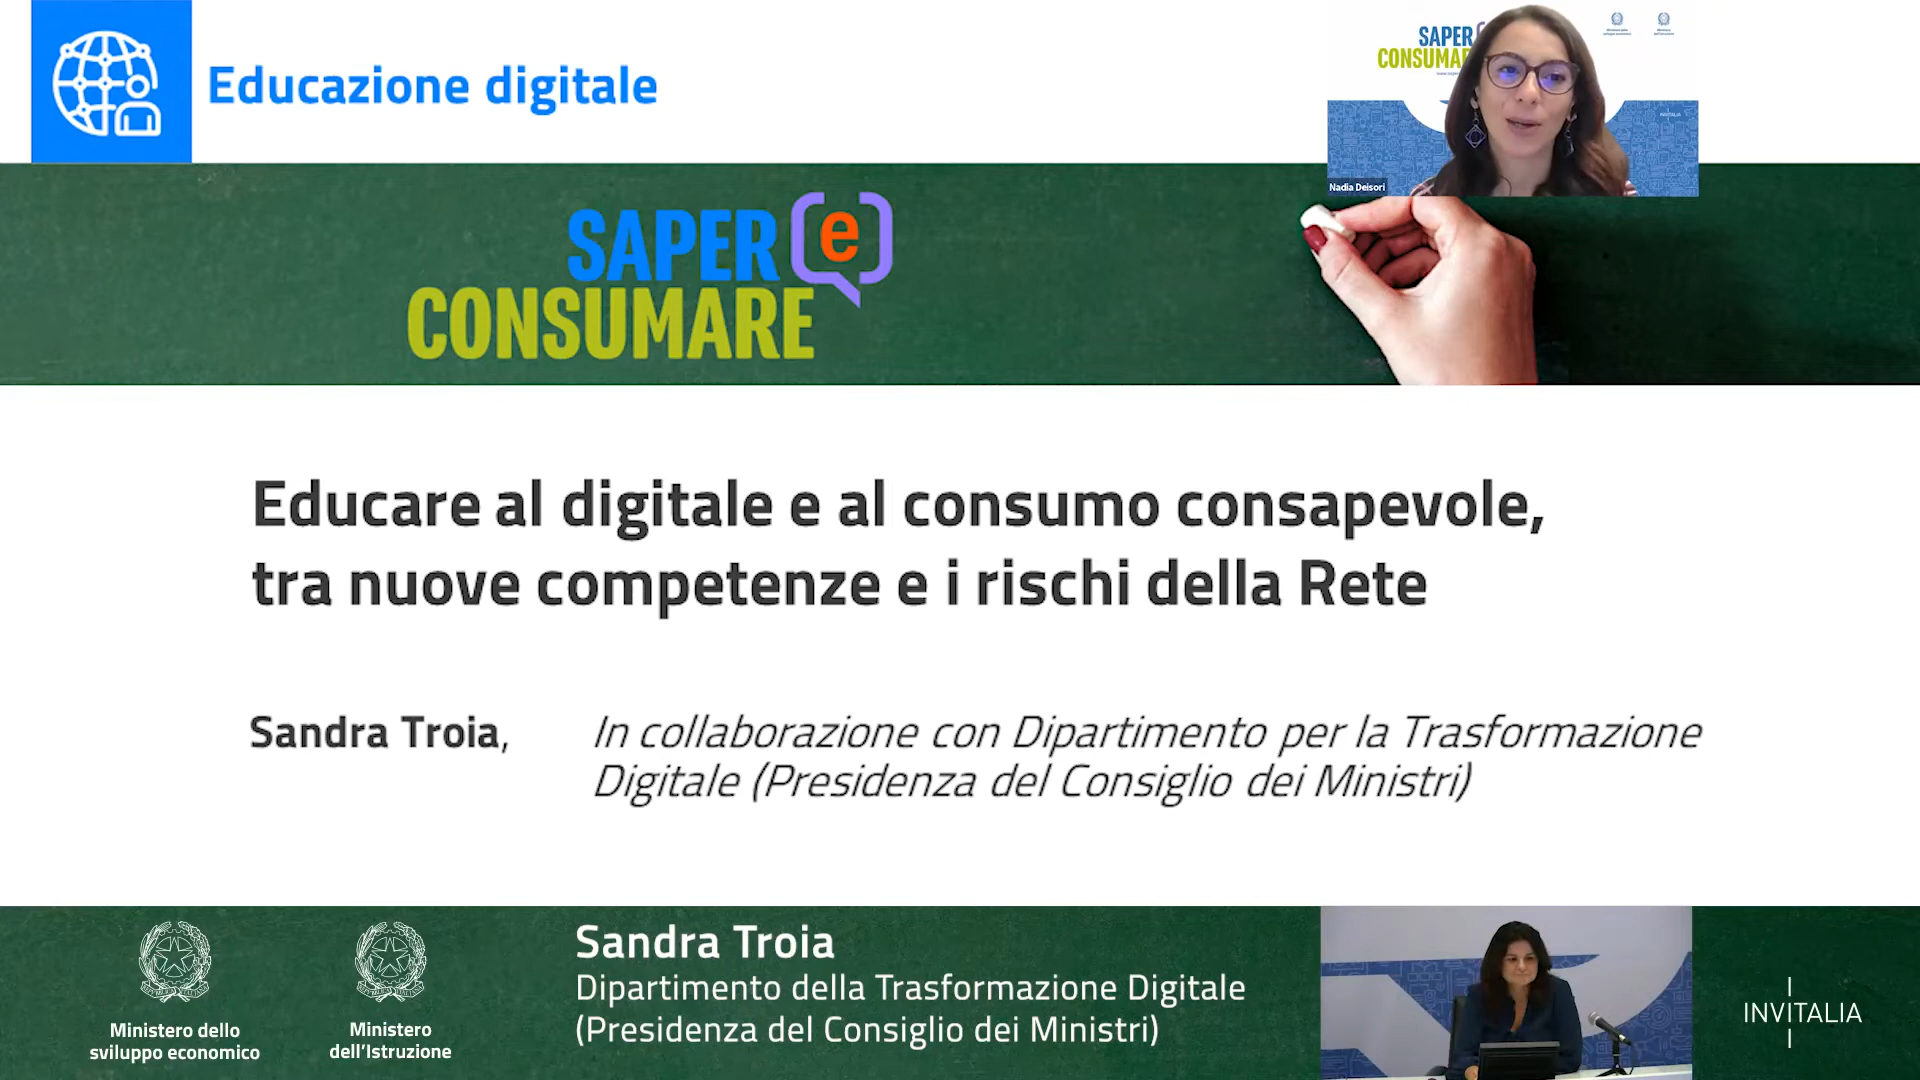 Educazione digitale
SAPER e
CONSUMARE
SAPER
CONSUMAR
INVITALIA
Nadia Deisori
Educare al digitale e al consumo consapevole,
tra nuove competenze e i rischi della Rete
Sandra Troia, In collaborazione con Dipartimento per la Trasformazione
Digitale (Presidenza del Consiglio dei Ministri)
Ministero dello
sviluppo economico
Ministero
dell'Istruzione
Sandra Troia
Dipartimento della Trasformazione Digitale
(Presidenza del Consiglio dei Ministri)
INVITALIA